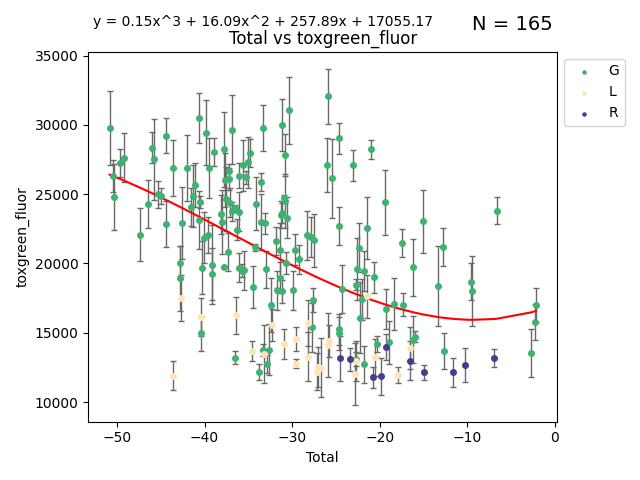 y = 0.15x^3 + 16.09x^2 + 257.89x + 17055.17
N = 165
Total vs toxgreen_fluor
35000
30000
25000
20000
15000
10000
toxgreen_fluor
−50
−40
−30
−20
−10
0
Total
G
L
R